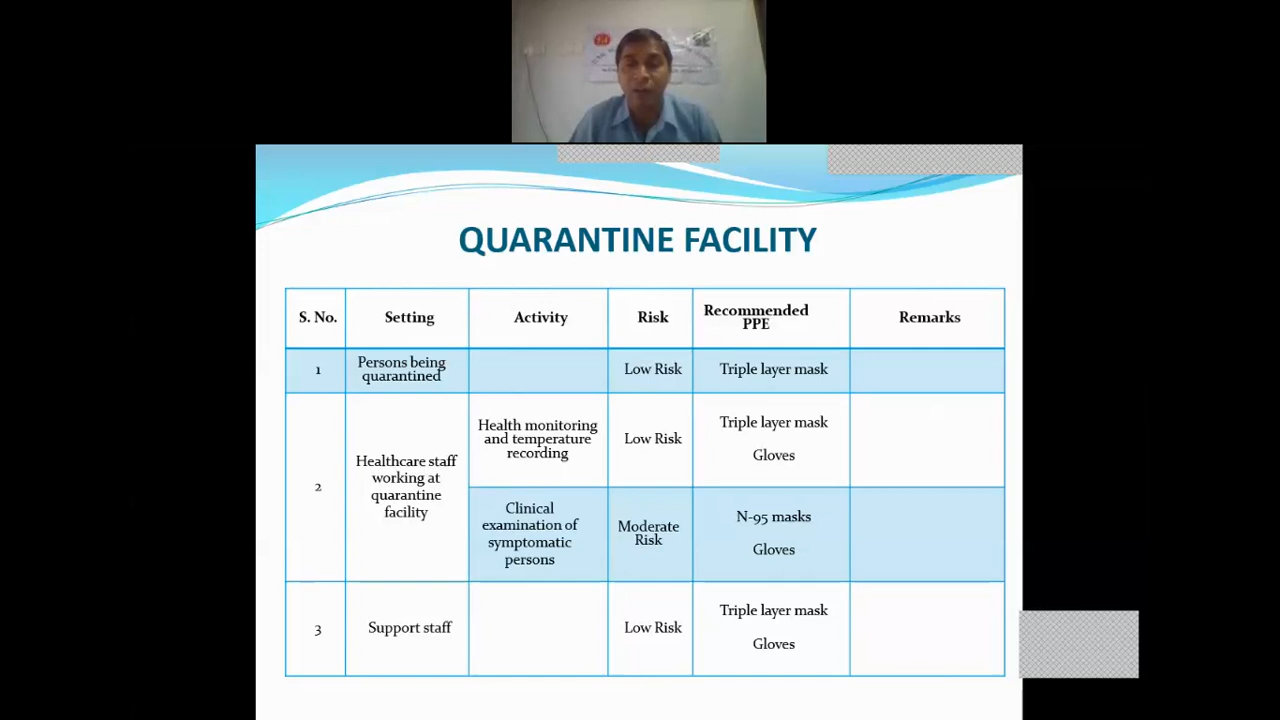 QUARANTINE FACILITY
S. No.
Setting
Activity
Risk
Recommended
PPE
Remarks
1
Persons being
quarantined
Low Risk
Triple layer mask
2
Healthcare staff
working at
quarantine
facility
Health monitoring
and temperature
recording
Low Risk
Triple layer mask
Gloves
Clinical
examination of
symptomatic
persons
Moderate
Risk
N-95 masks
Gloves
3
Support staff
Low Risk
Triple layer mask
Gloves